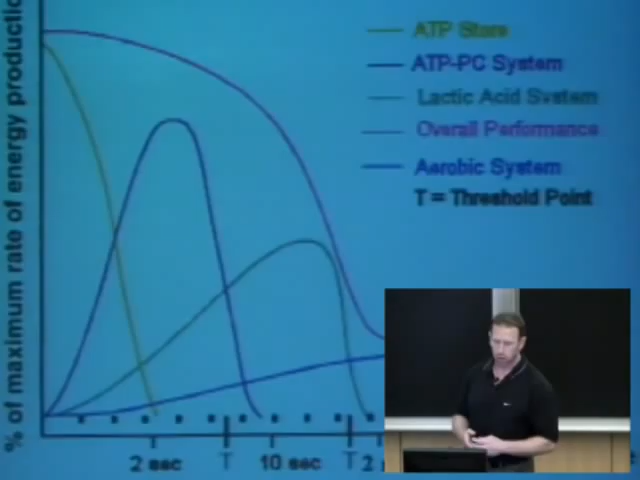 % of maximum rate of energy productio
ATP Store
ATP-PC System
Lactic Acid System
Overall Performance
Aerobic System
T = Threshold Point
2 sec T 10 sec T 2